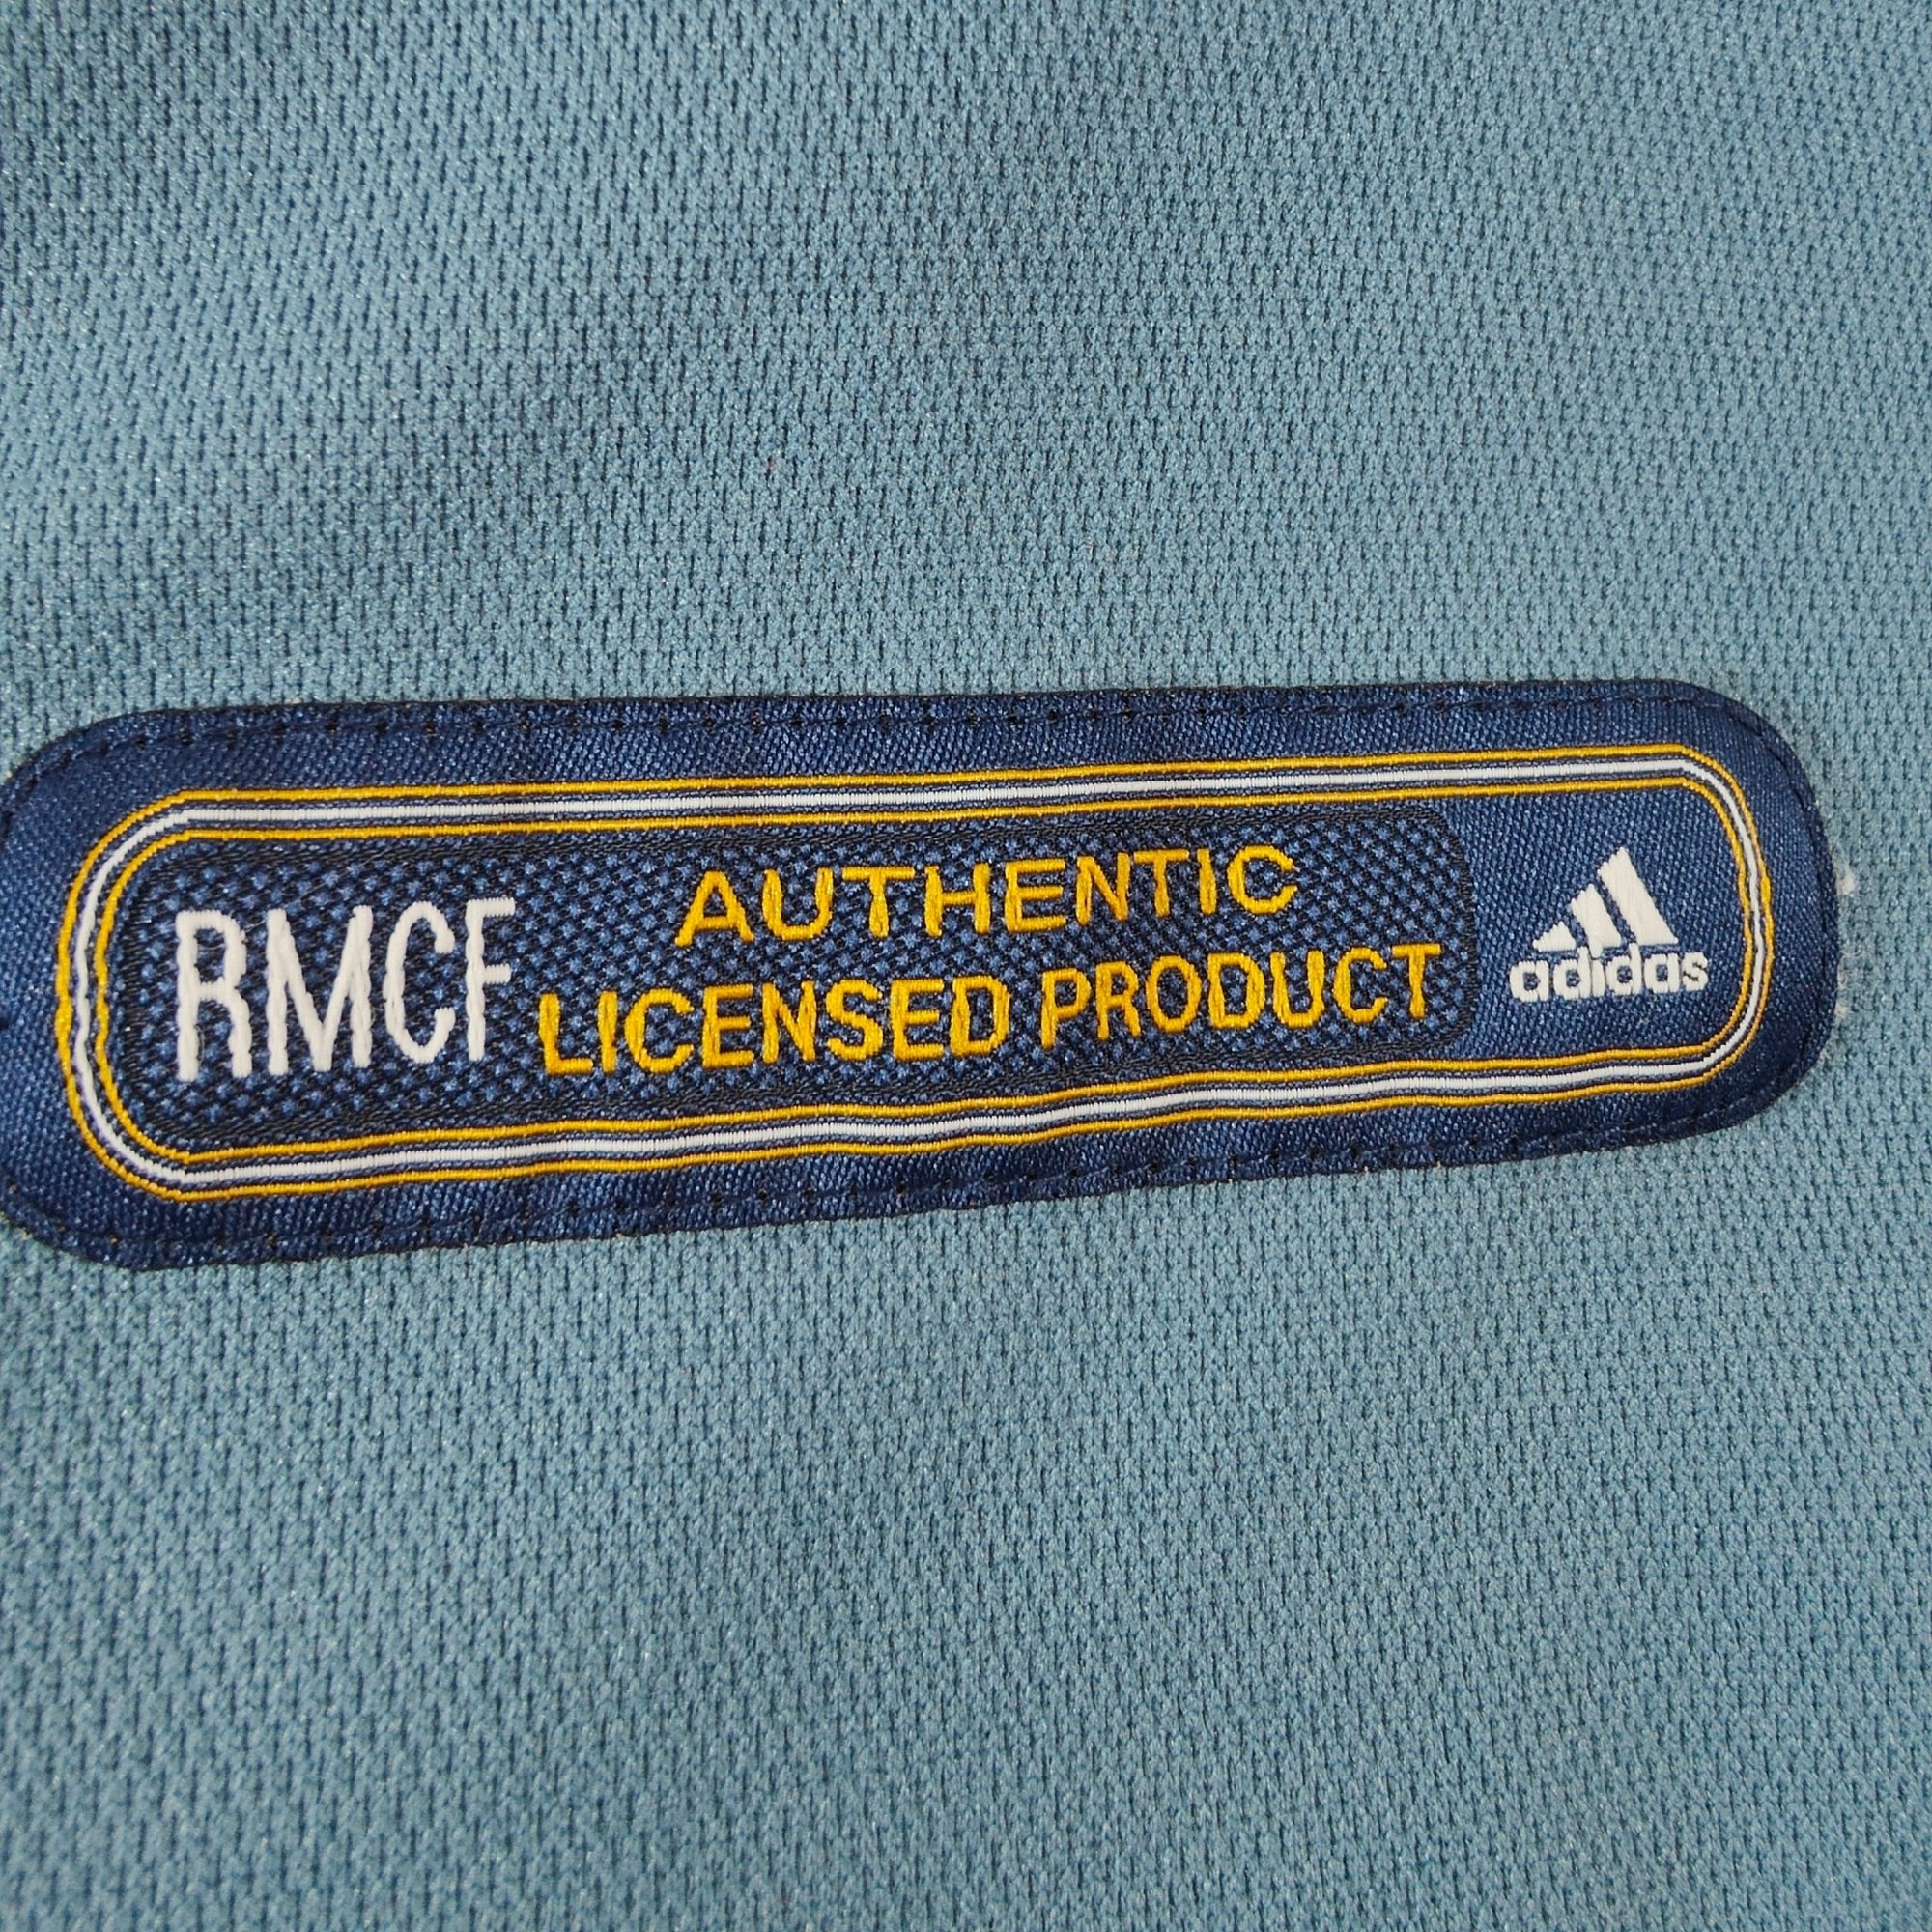 RMCF
AUTHENTIC
LICENSED PRODUCT
adidas